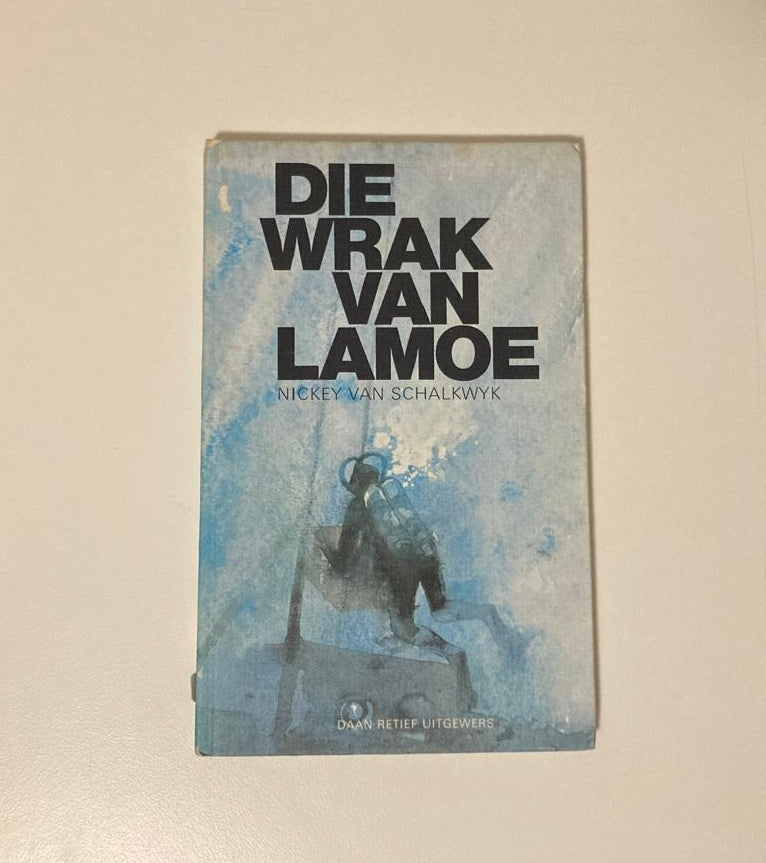 DIE
WRAK
VAN
LAMOE
NICKEY VAN SCHALKWYK
DAAN RETIEF UITGEWERS